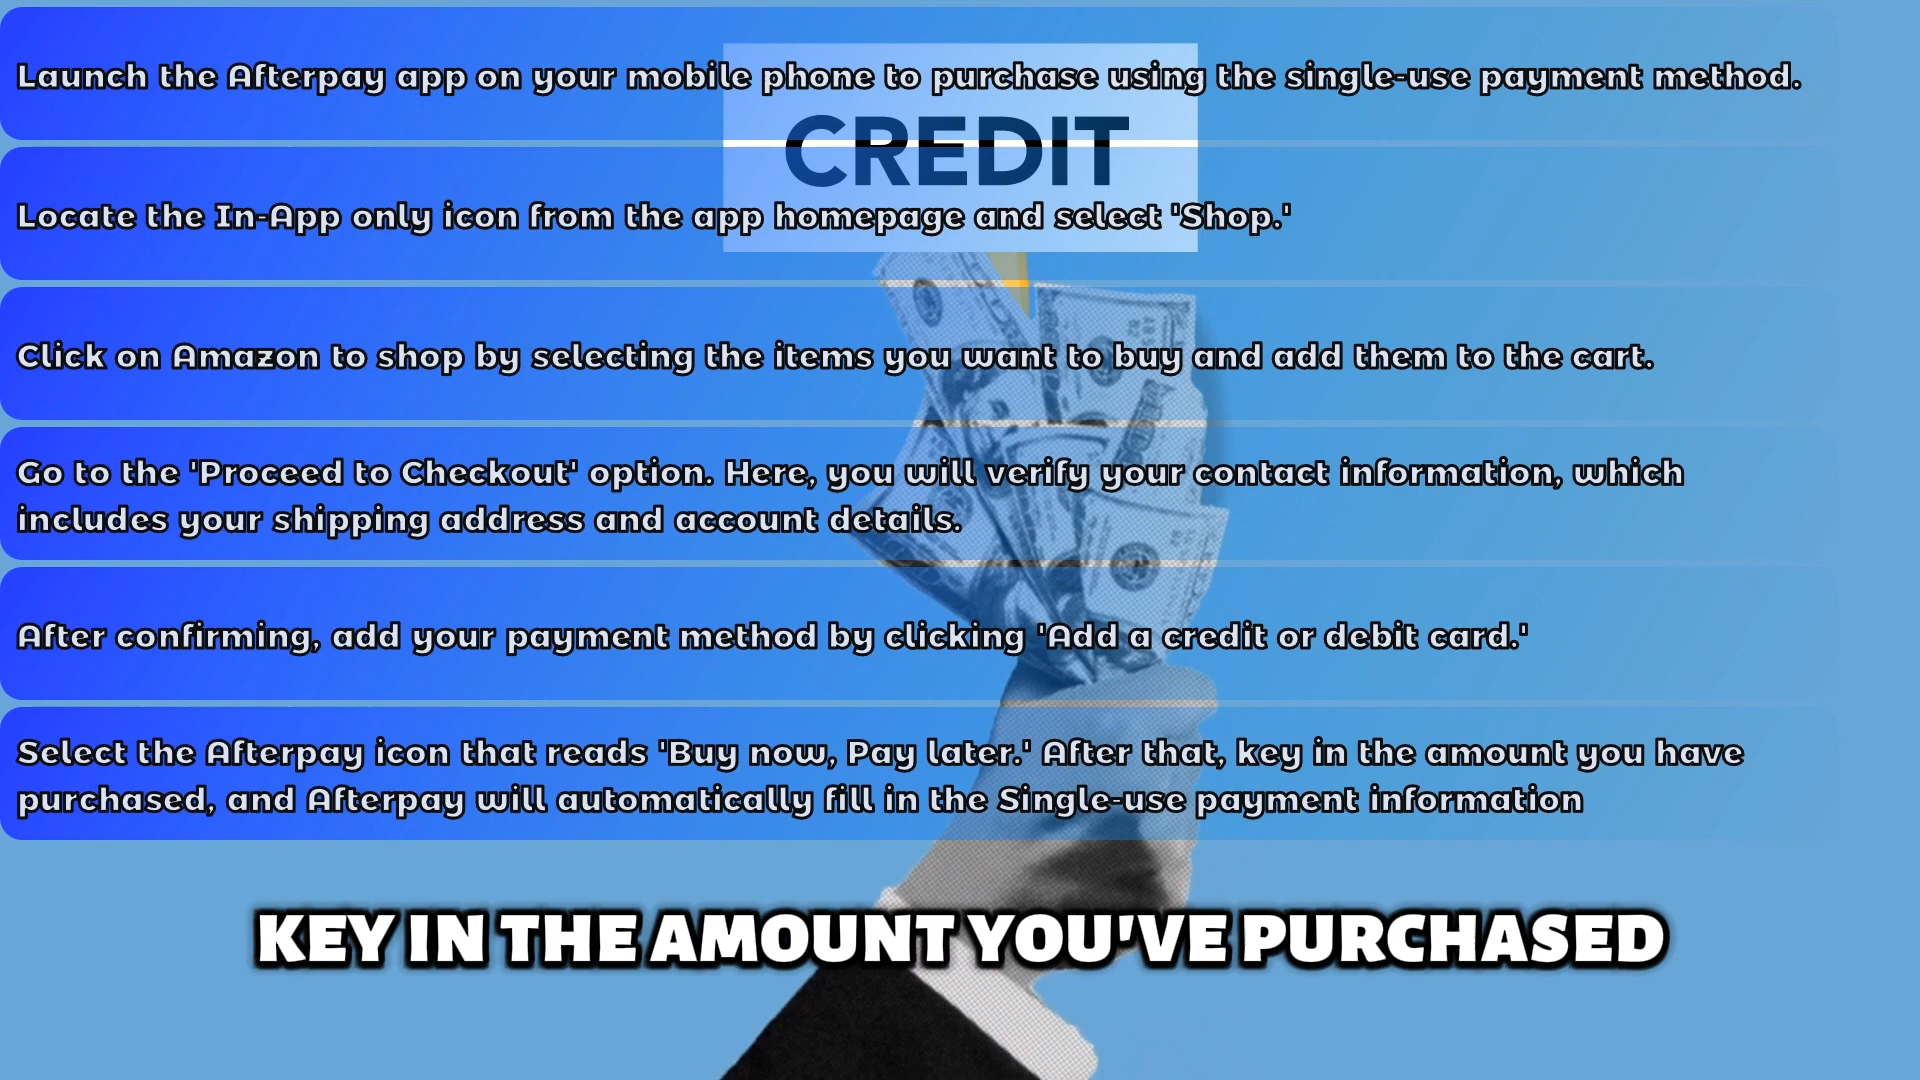 Launch the Afterpay app on your mobile phone to purchase using the single-use payment method.
CREDIT
Locate the In-App only icon from the app homepage and select 'Shop.'
Click on Amazon to shop by selecting the items you want to buy and add them to the cart.
Go to the 'Proceed to Checkout' option. Here, you will verify your contact information, which
includes your shipping address and account details.
After confirming, add your payment method by clicking 'Add a credit or debit card.'
Select the Afterpay icon that reads 'Buy now, Pay later.' After that, key in the amount you have
purchased, and Afterpay will automatically fill in the Single-use payment information
KEY IN THE AMOUNT YOU'VE PURCHASED